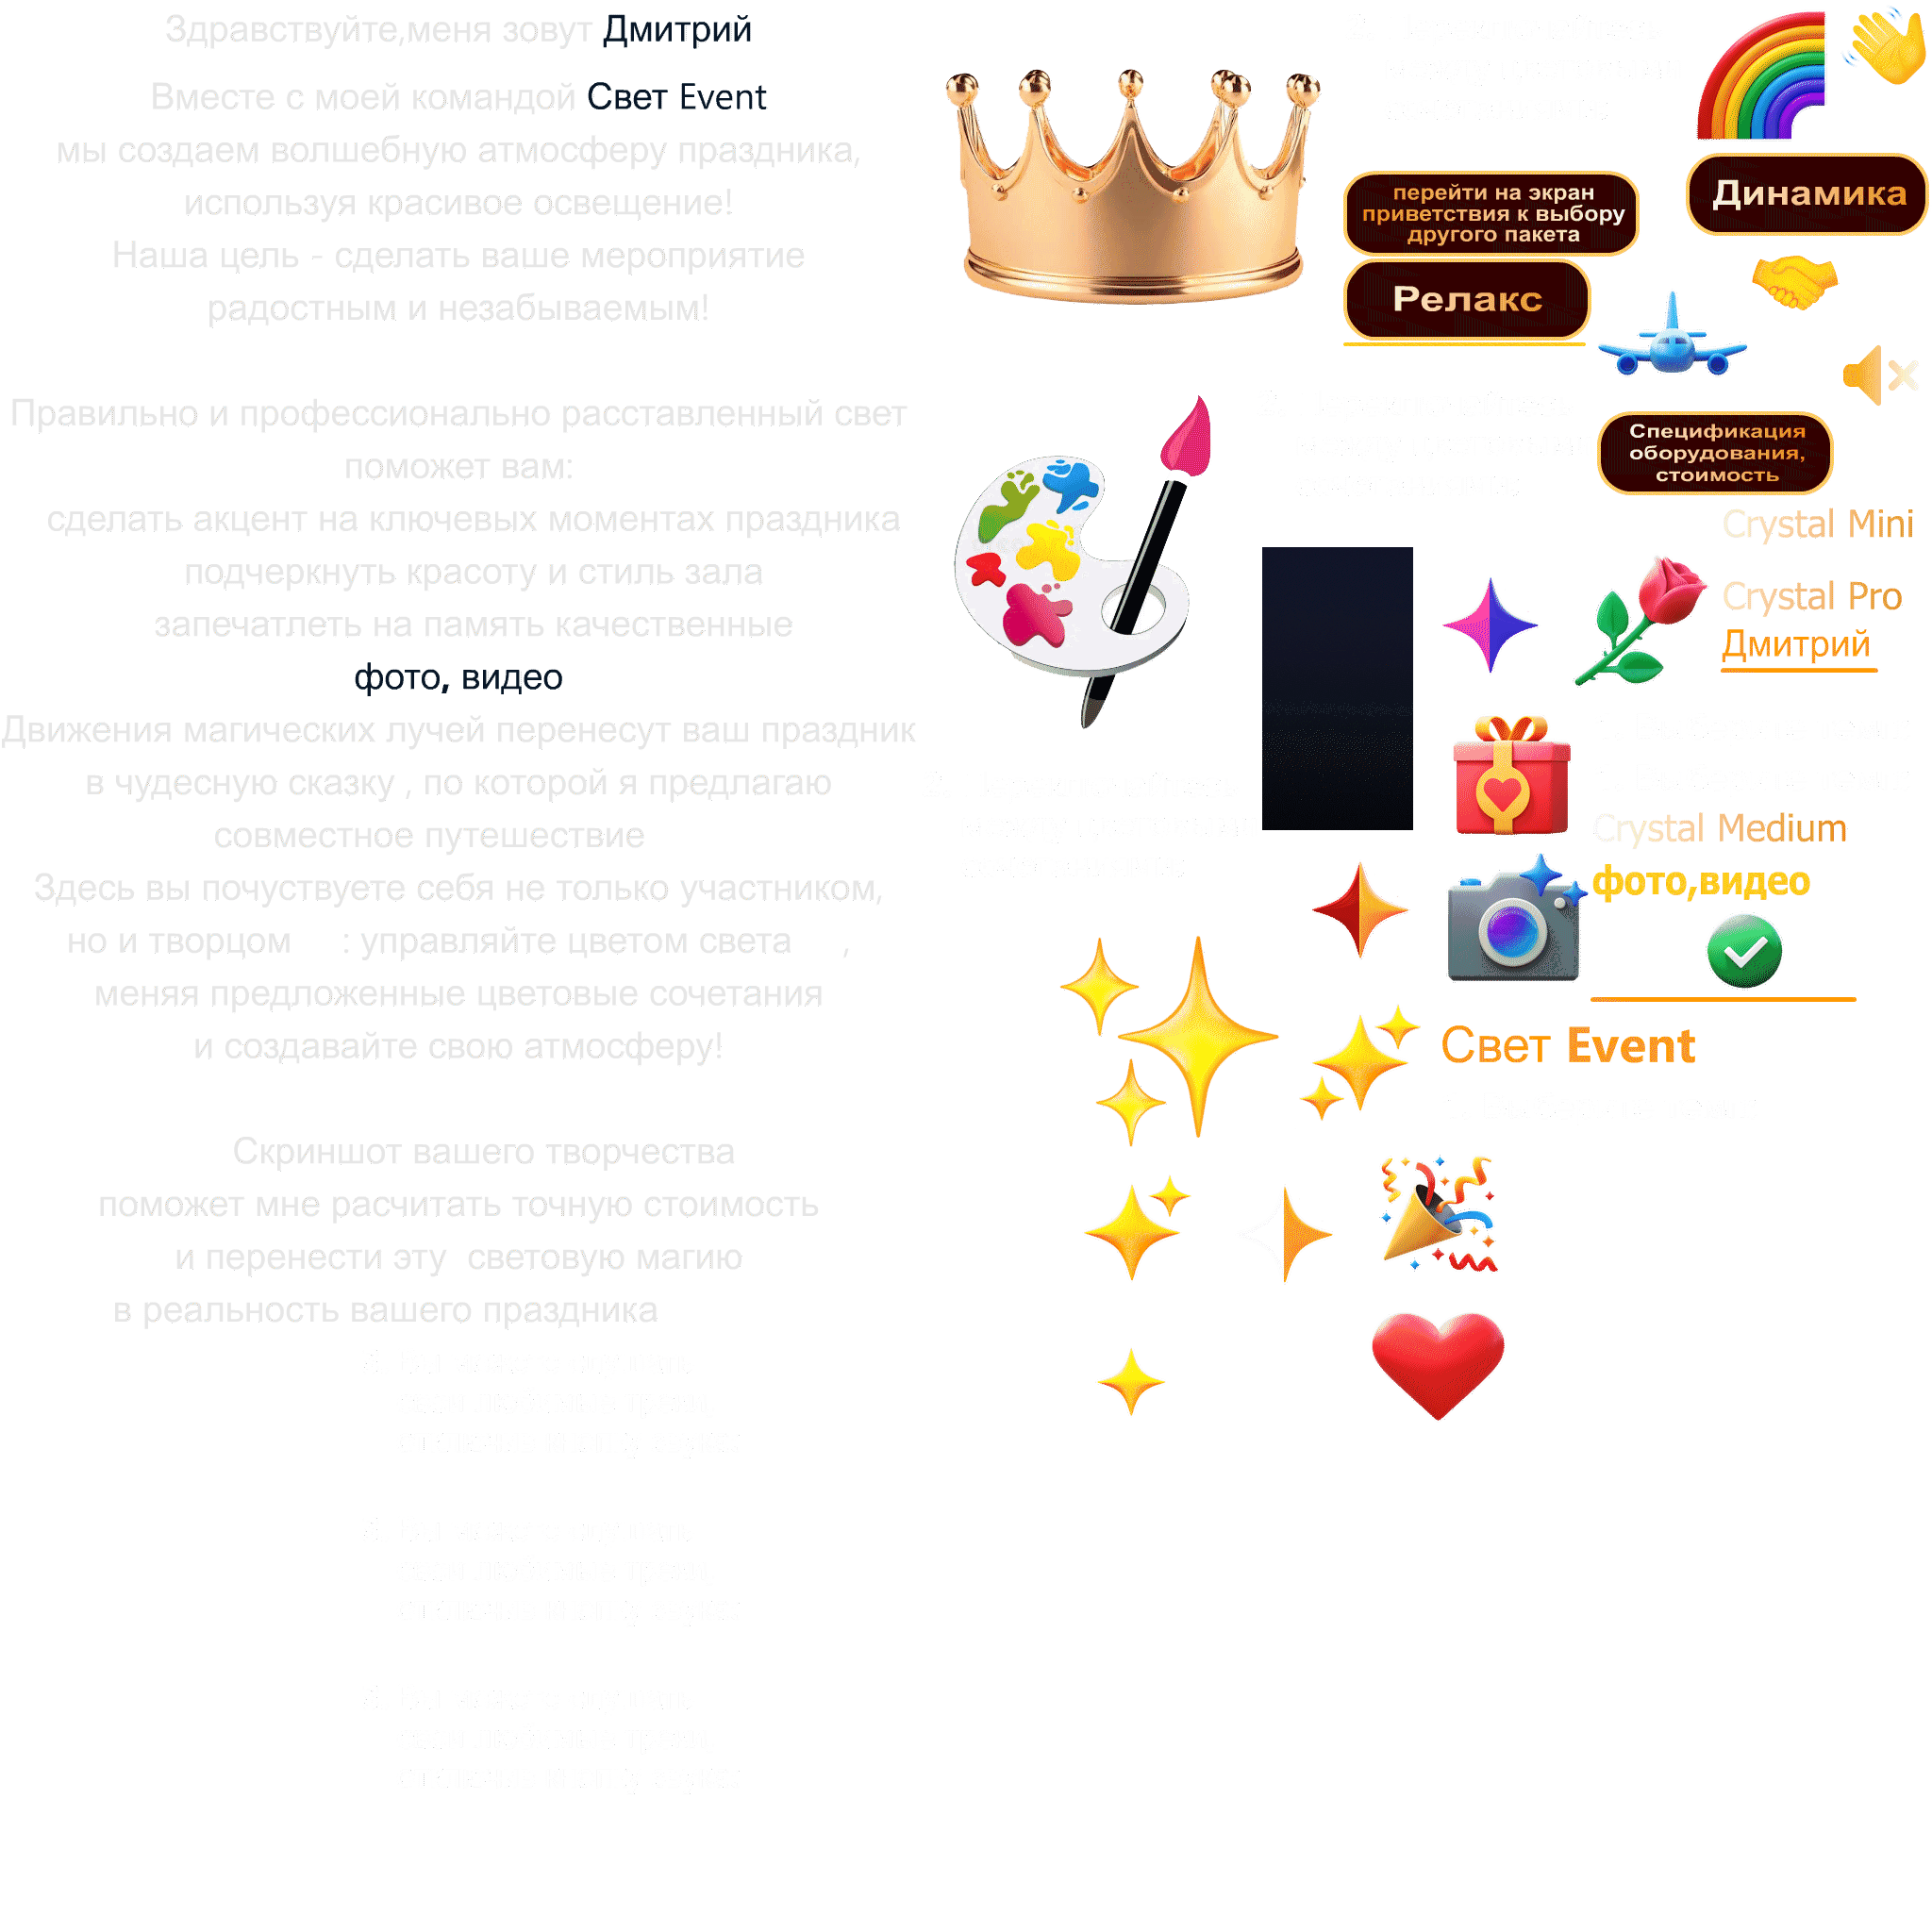 Здравствуйте,меня зовут Дмитрий
Вместе с моей командой Свет Event
мы создаем волшебную атмосферу праздника,
используя красивое освещение!
Наша цель - сделать ваше мероприятие
радостным и незабываемым!
Правильно и профессионально расставленный свет
поможет вам:
сделать акцент на ключевых моментах праздника
подчеркнуть красоту и стиль зала
запечатлеть на память качественные
фото, видео
Движения магических лучей перенесут ваш праздник
в чудесную сказку , по которой я предлагаю
совместное путешествие
Здесь вы почуствуете себя не только участником,
но и творцом : управляйте цветом света ,
меняя предложенные цветовые сочетания
и создавайте свою атмосферу!
Скриншот вашего творчества
поможет мне расчитать точную стоимость
и перенести эту световую магию
в реальность вашего праздника
перейти на экран
приветствия к выбору
другого пакета
Динамика
Релакс
Спецификация
оборудования,
стоимость
Crystal Mini
Crystal Pro
Дмитрий
Crystal Medium
фото,видео
Свет Event